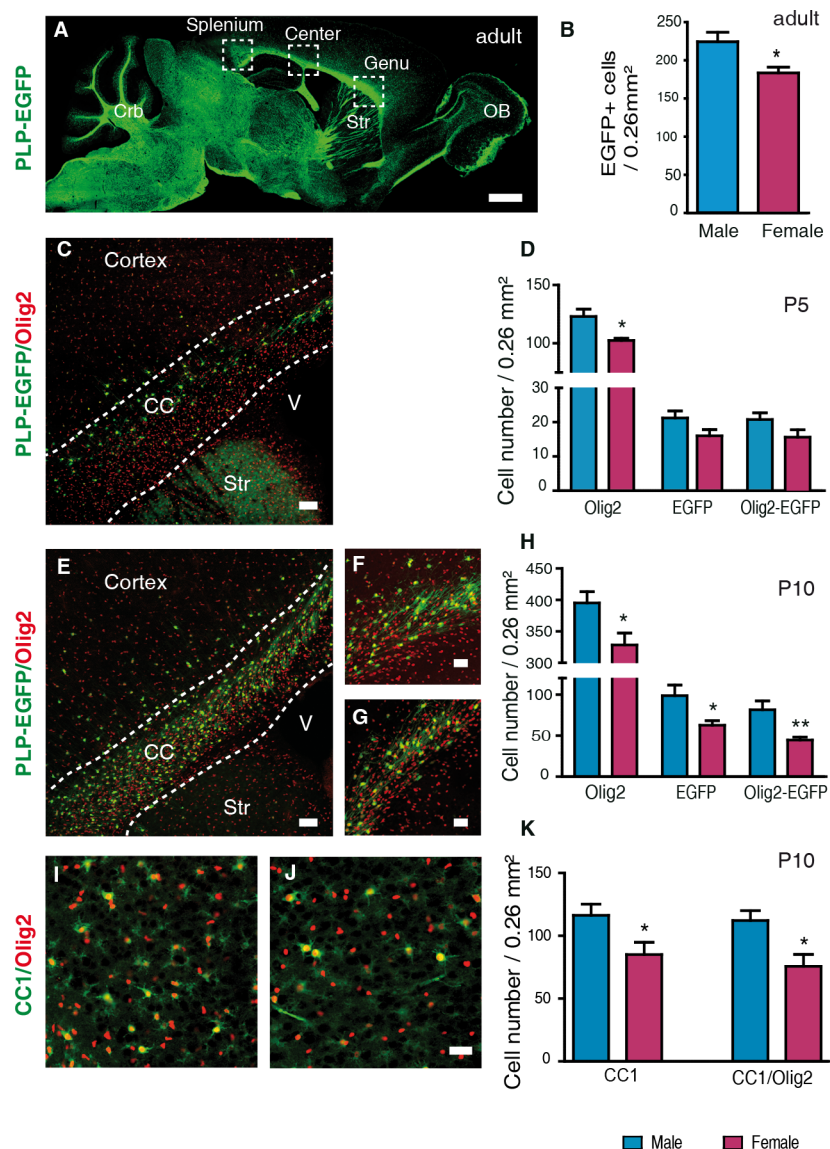 A
Splenium
Center
Genu
adult
Crb
Str
OB
PLP-EGFP
B
adult
EGFP+ cells
/ 0.26mm²
250
200
150
100
50
0
*
Male
Female
C
Cortex
CC
V
Str
PLP-EGFP/Olig2
D
P5
Cell number / 0.26 mm²
150
100
30
20
10
0
*
Olig2
EGFP
Olig2-EGFP
E
Cortex
CC
V
Str
PLP-EGFP/Olig2
F
G
H
P10
Cell number / 0.26 mm²
400
350
300
100
50
0
*
*
**
Olig2
EGFP
Olig2-EGFP
I
J
CC1/Olig2
K
P10
Cell number / 0.26 mm²
150
100
50
0
*
*
CC1
CC1/Olig2
Male
Female